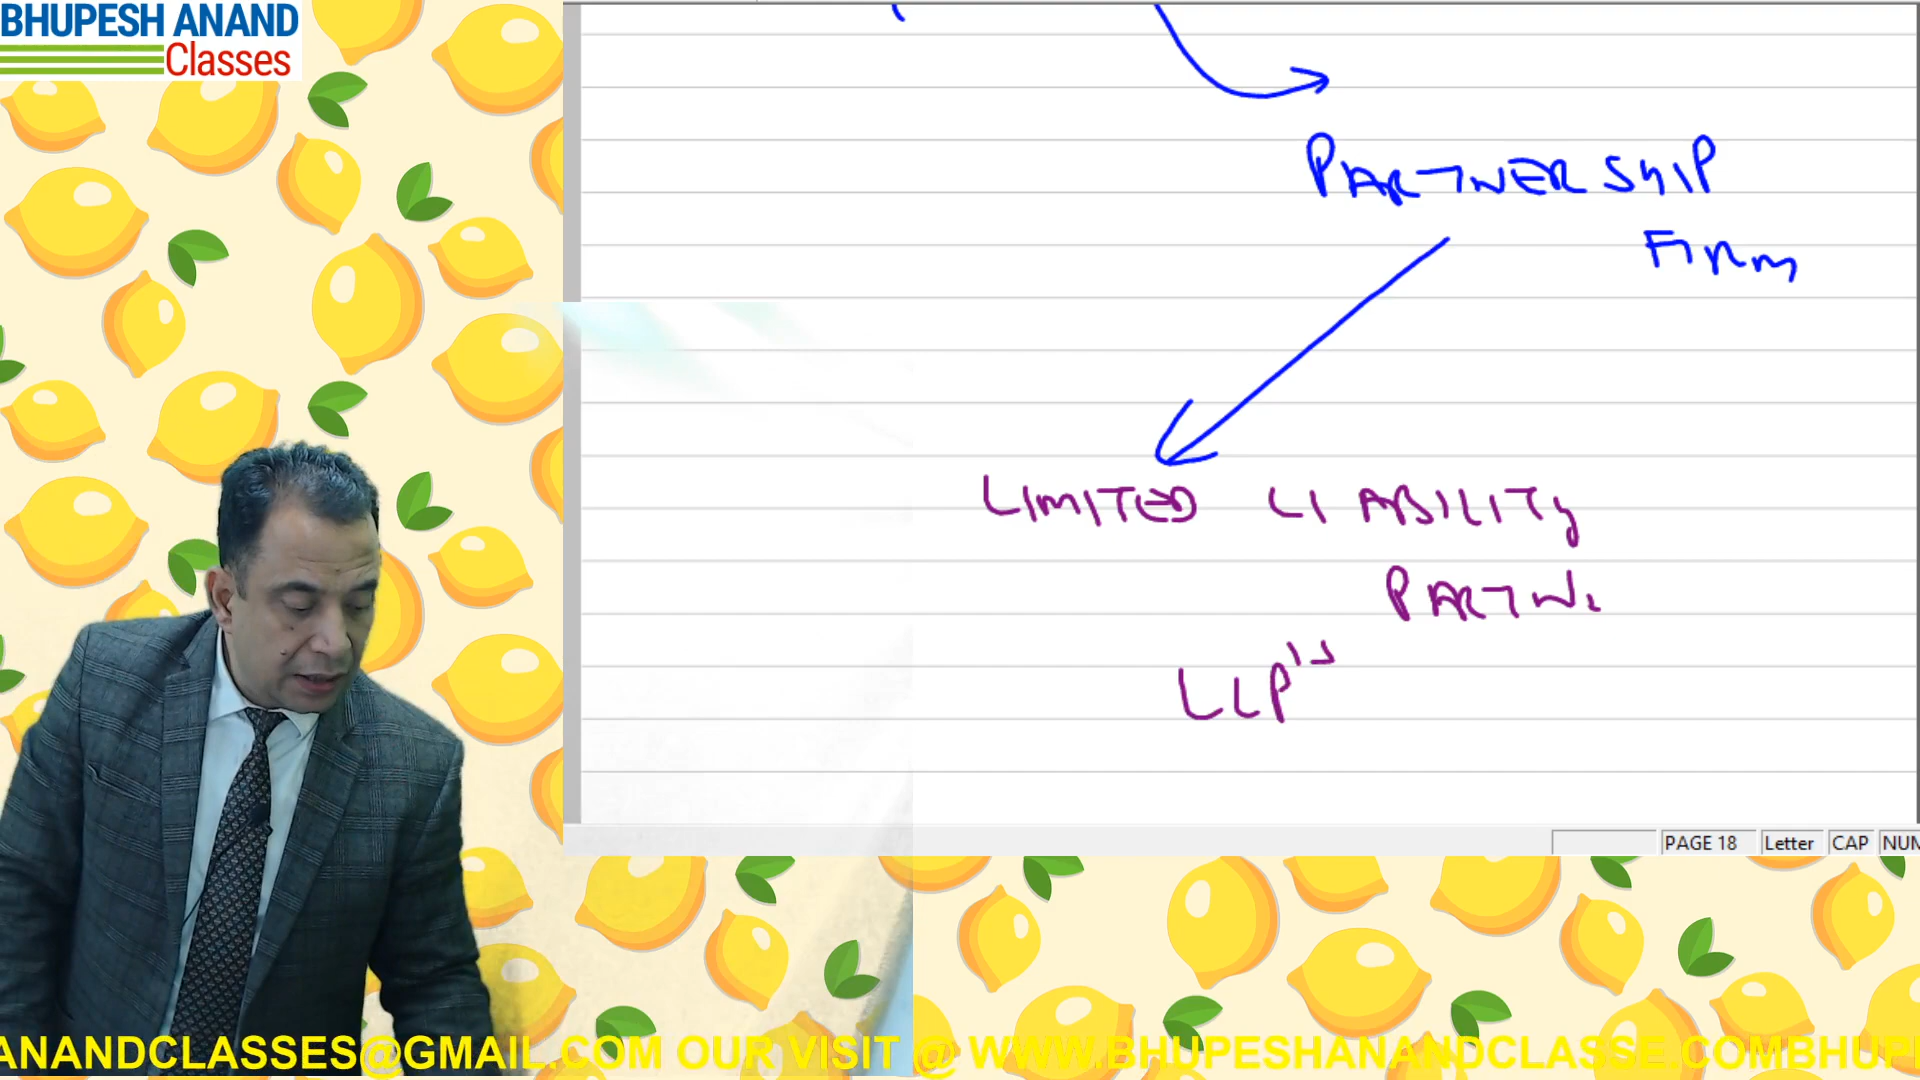 BHUPESH ANAND
Classes
PARTNERSHIP
FIRM
LIMITED LIABILITY
PARTN
LLP's
PAGE 18 Letter CAP NUM
ANANDCLASSES@GMAIL.COM OUR VISIT @ WWW.BHUPESHANANDCLASSE.COMBHUP